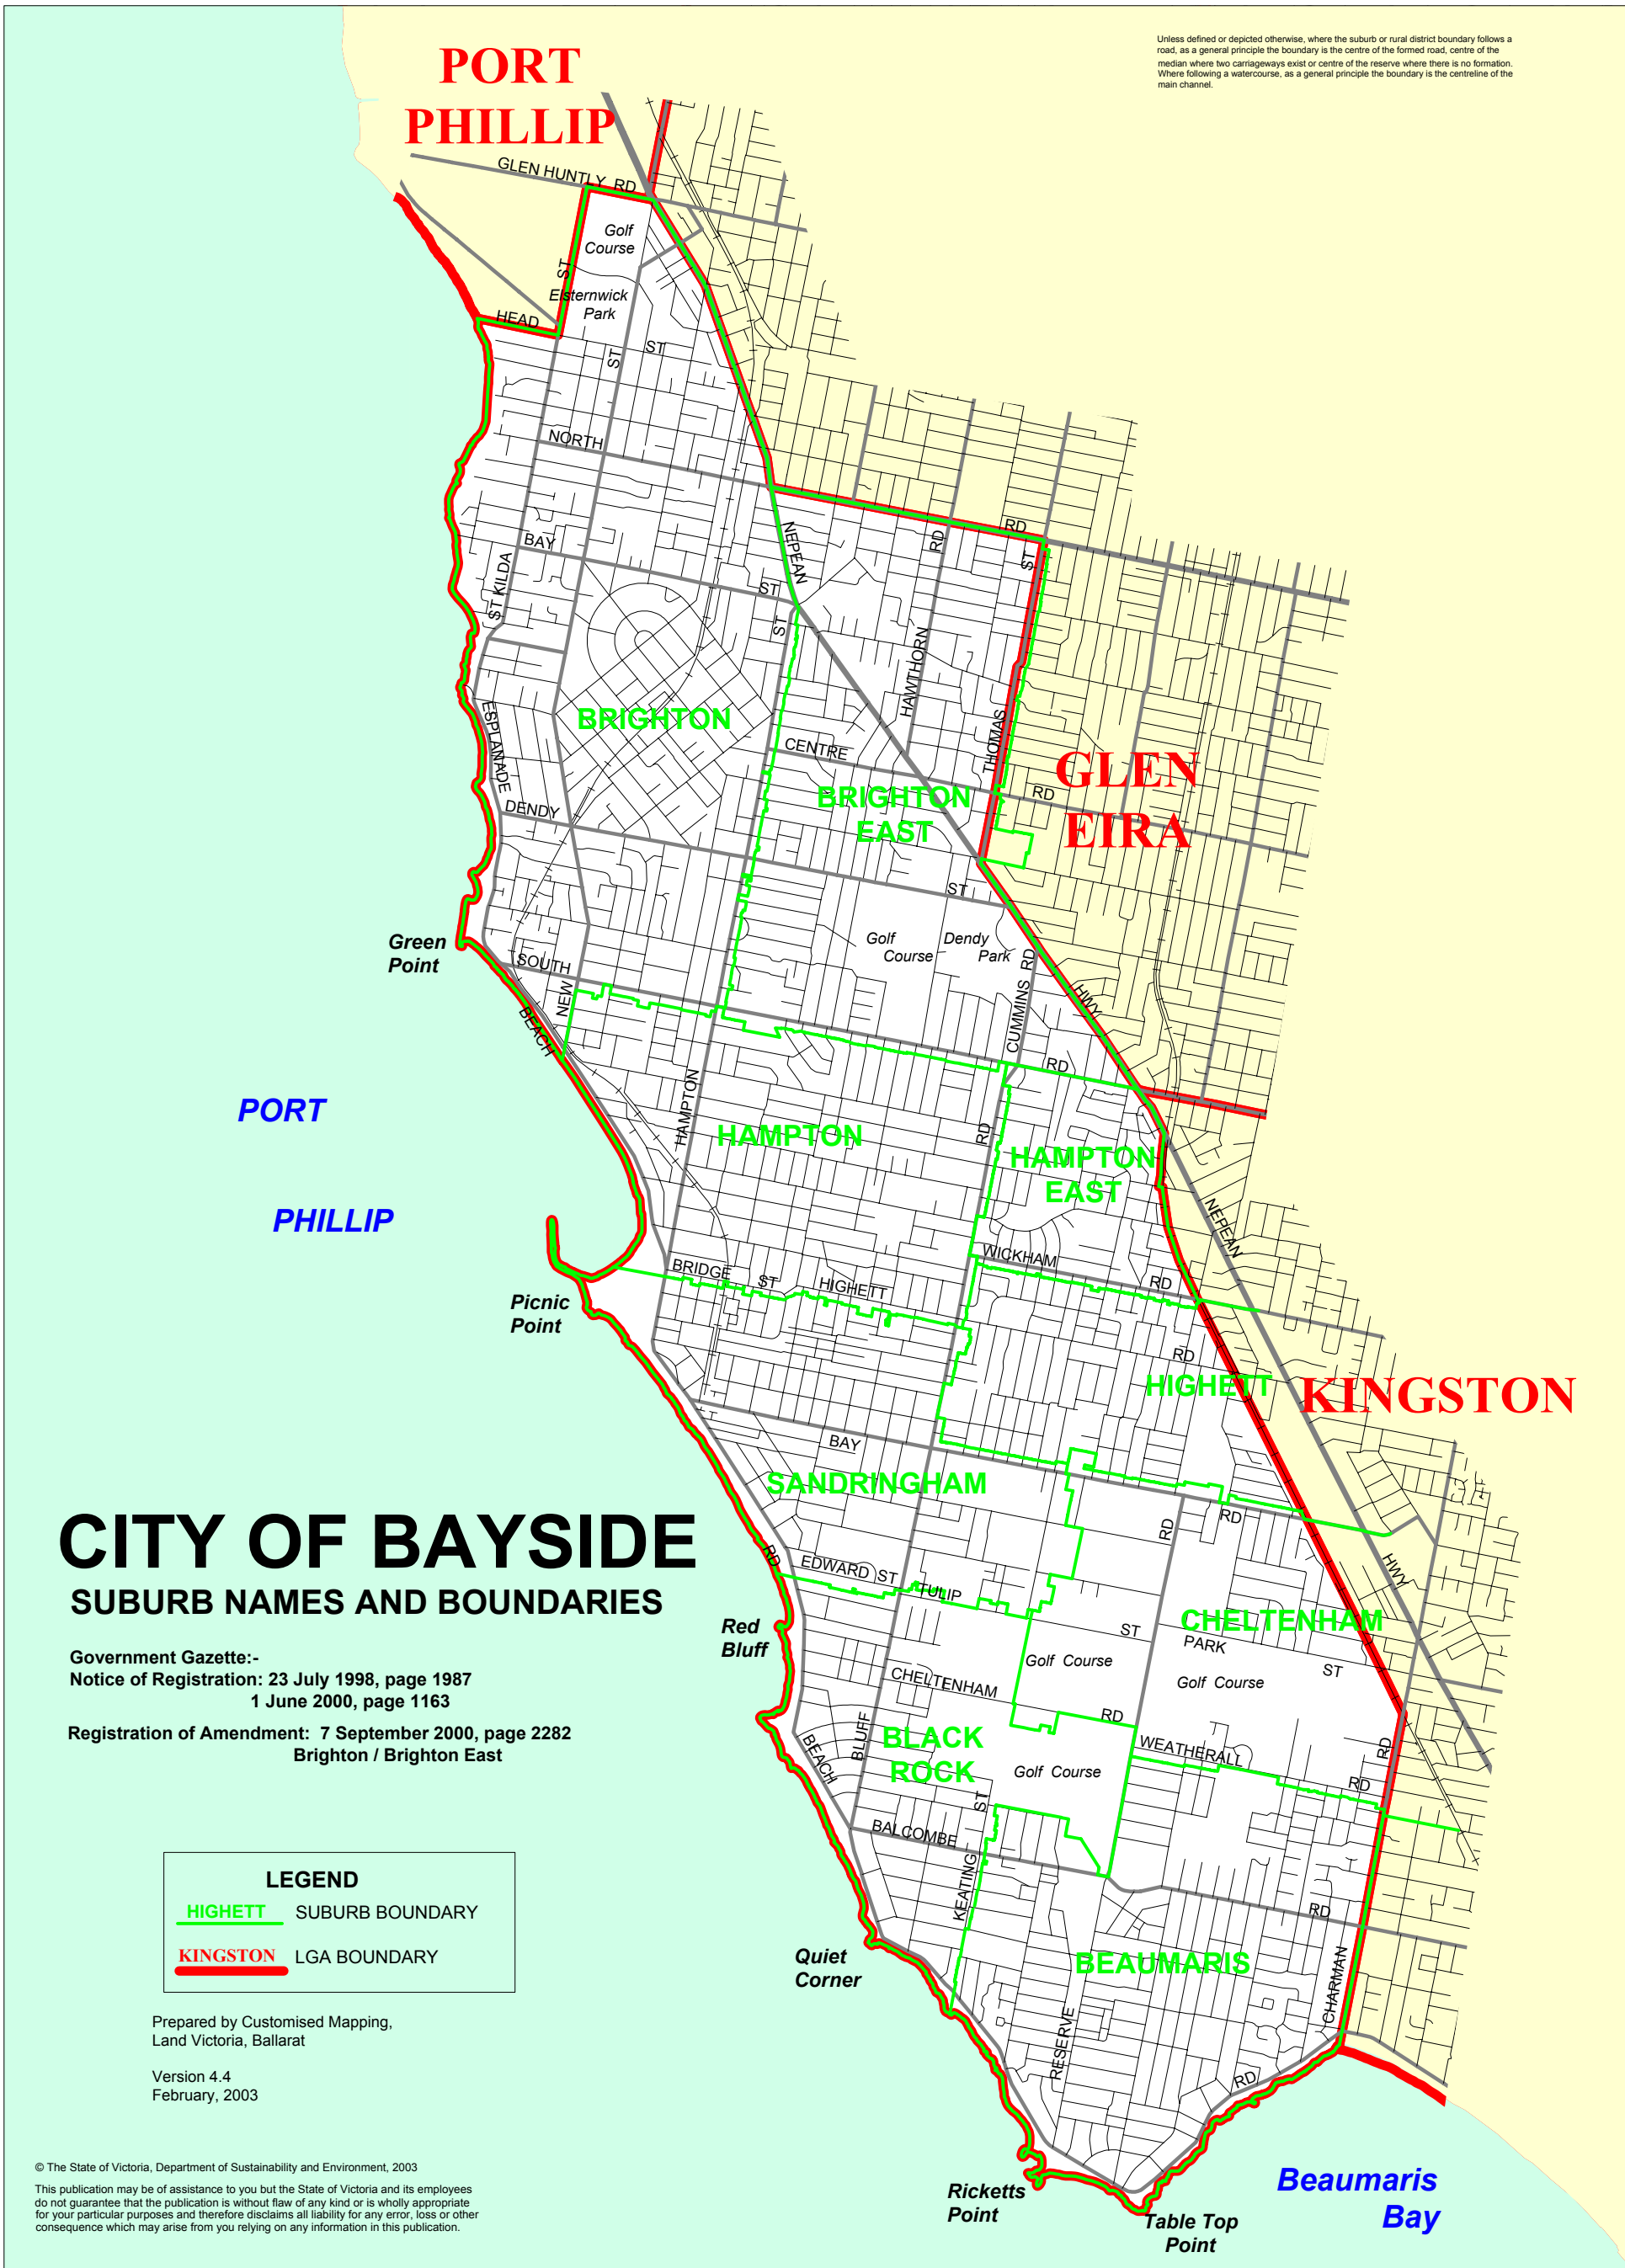 Unless defined or depicted otherwise, where the suburb or rural district boundary follows a
road, as a general principle the boundary is the centre of the formed road, centre of the
median where two carriageways exist or centre of the reserve where there is no formation.
Where following a watercourse, as a general principle the boundary is the centreline of the
main channel.
PORT
PHILLIP
GLEN HUNTLY RD
Golf
Course
ST
Elsternwick
Park
HEAD
ST
ST
NORTH
RD
RD
ST
NEPEAN
BAY
ST
ST
ST KILDA
HAWTHORN
THOMAS
ESPLANADE
BRIGHTON
CENTRE
RD
GLEN
EIRA
BRIGHTON
EAST
DENDY
ST
Green
Point
Golf
Course
Dendy
Park
SOUTH
NEW
BEACH
CUMMINS RD
HWY
RD
PORT
HAMPTON
HAMPTON
RD
HAMPTON
EAST
PHILLIP
NEPEAN
WICKHAM
RD
BRIDGE ST
HIGHETT
Picnic
Point
RD
HIGHETT
KINGSTON
BAY
SANDRINGHAM
RD
RD
HWY
CITY OF BAYSIDE
SUBURB NAMES AND BOUNDARIES
RD
EDWARD ST
TULIP
CHELTENHAM
Red
Bluff
ST
PARK
ST
Golf Course
Golf Course
Government Gazette:-
Notice of Registration: 23 July 1998, page 1987
1 June 2000, page 1163
Registration of Amendment: 7 September 2000, page 2282
Brighton / Brighton East
CHELTENHAM
RD
BLACK
ROCK
BEACH
BLUFF
WEATHERALL
RD
RD
Golf Course
ST
BALCOMBE
KEATING
RD
LEGEND
HIGHETT SUBURB BOUNDARY
KINGSTON LGA BOUNDARY
Quiet
Corner
BEAUMARIS
CHARMAN
RESERVE
RD
Prepared by Customised Mapping,
Land Victoria, Ballarat
Version 4.4
February, 2003
Ricketts
Point
Table Top
Point
Beaumaris
Bay
© The State of Victoria, Department of Sustainability and Environment, 2003
This publication may be of assistance to you but the State of Victoria and its employees
do not guarantee that the publication is without flaw of any kind or is wholly appropriate
for your particular purposes and therefore disclaims all liability for any error, loss or other
consequence which may arise from you relying on any information in this publication.